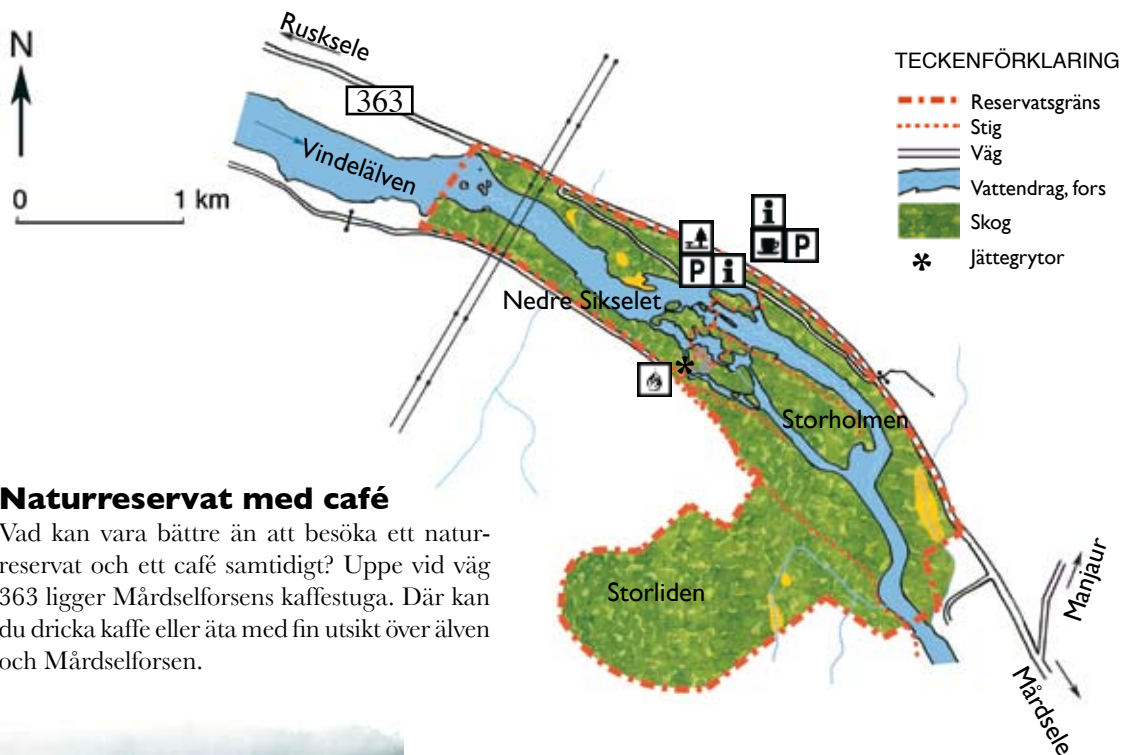 N
Rusksele
363
Vindelälven
0 1 km
TECKENFÖRKLARING
Reservatsgräns
Stig
Väg
Vattendrag, fors
Skog
* Jättegrytor
i
P
P i
Nedre Sikselet
*
Storholmen
Storliden
Manjaur
Mårdsele
Naturreservat med café
Vad kan vara bättre än att besöka ett natur-
reservat och ett café samtidigt? Uppe vid väg
363 ligger Mårdselforsens kaffestuga. Där kan
du dricka kaffe eller äta med fin utsikt över älven
och Mårdselforsen.